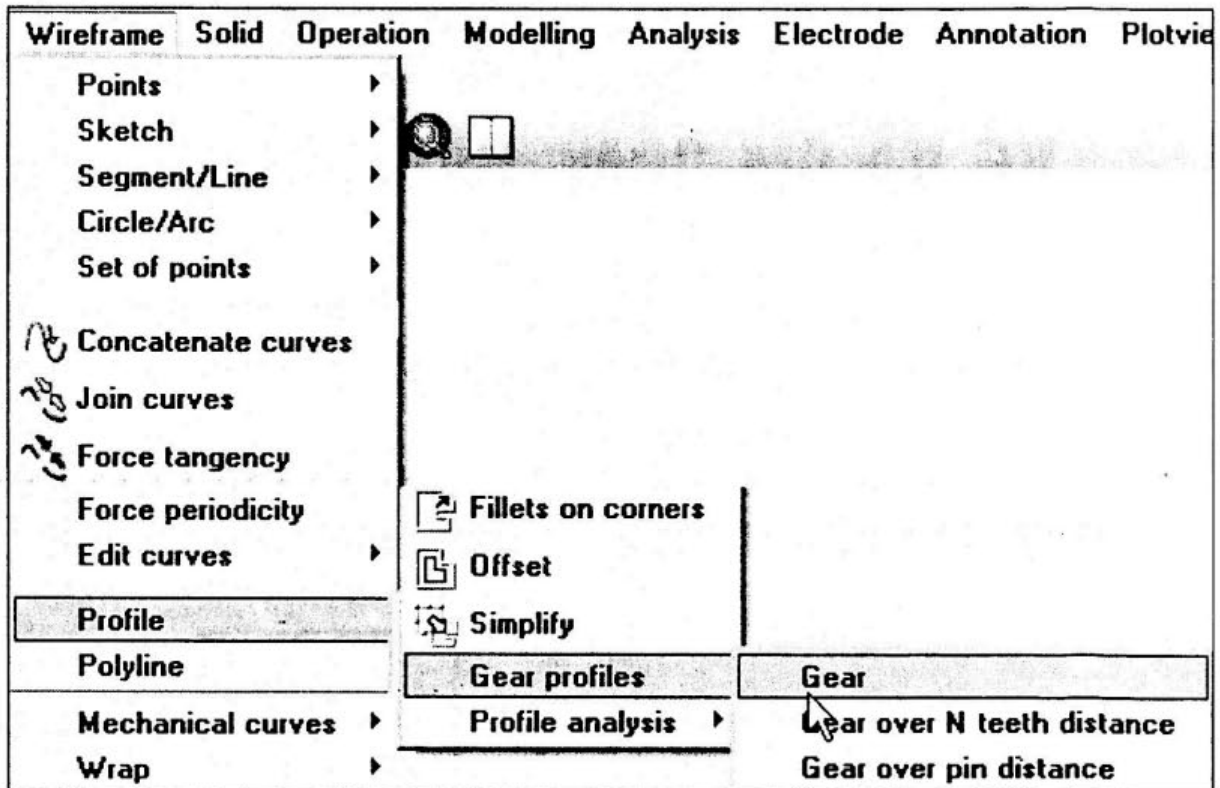 Wireframe Solid Operation Modelling Analysis Electrode Annotation Plotvie
Points
Sketch
Segment/Line
Circle/Arc
Set of points
Concatenate curves
Join curves
Force tangency
Force periodicity
Edit curves
Profile
Polyline
Mechanical curves
Wrap
Fillets on corners
Offset
Simplify
Gear profiles
Profile analysis
Gear
Gear over N teeth distance
Gear over pin distance